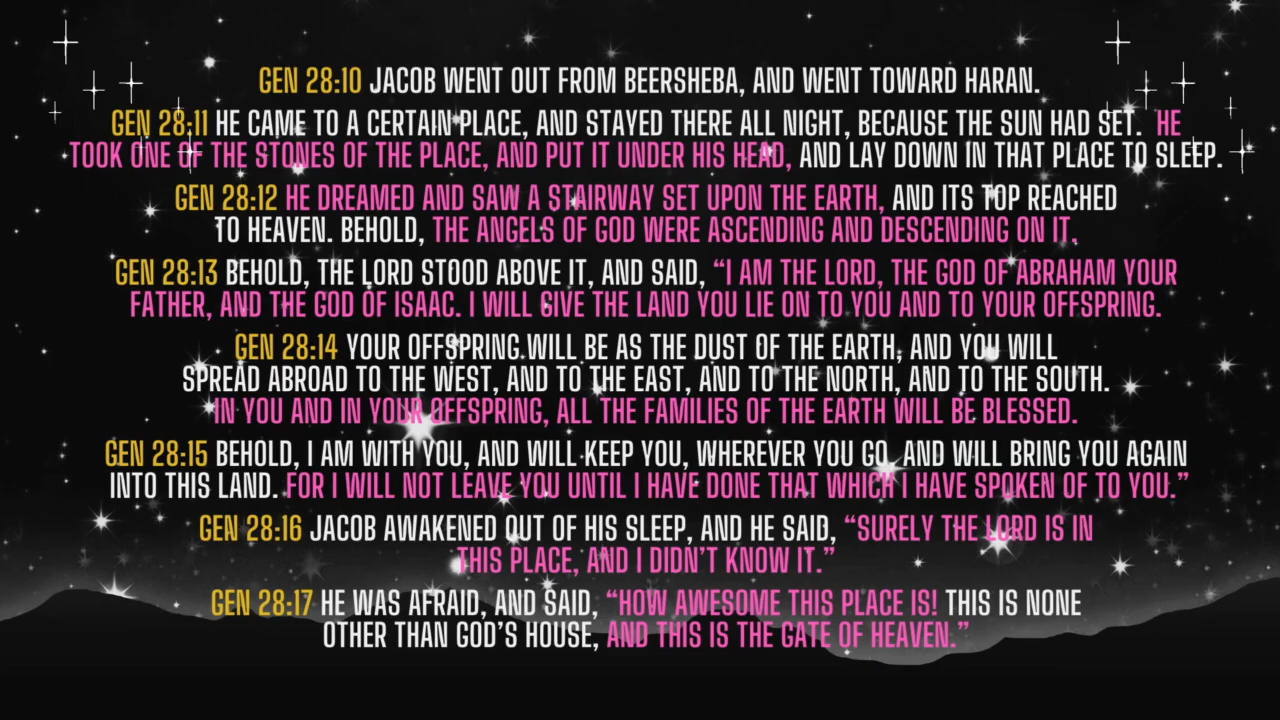 GEN 28:10 JACOB WENT OUT FROM BEERSHEBA, AND WENT TOWARD HARAN.
GEN 28:11 HE CAME TO A CERTAIN PLACE, AND STAYED THERE ALL NIGHT, BECAUSE THE SUN HAD SET. HE
TOOK ONE OF THE STONES OF THE PLACE, AND PUT IT UNDER HIS HEAD, AND LAY DOWN IN THAT PLACE TO SLEEP.
GEN 28:12 HE DREAMED AND SAW A STAIRWAY SET UPON THE EARTH, AND ITS TOP REACHED
TO HEAVEN. BEHOLD, THE ANGELS OF GOD WERE ASCENDING AND DESCENDING ON IT.
GEN 28:13 BEHOLD, THE LORD STOOD ABOVE IT, AND SAID, “I AM THE LORD, THE GOD OF ABRAHAM YOUR
FATHER, AND THE GOD OF ISAAC. I WILL GIVE THE LAND YOU LIE ON TO YOU AND TO YOUR OFFSPRING.
GEN 28:14 YOUR OFFSPRING WILL BE AS THE DUST OF THE EARTH, AND YOU WILL
SPREAD ABROAD TO THE WEST, AND TO THE EAST, AND TO THE NORTH, AND TO THE SOUTH.
IN YOU AND IN YOUR OFFSPRING, ALL THE FAMILIES OF THE EARTH WILL BE BLESSED.
GEN 28:15 BEHOLD, I AM WITH YOU, AND WILL KEEP YOU, WHEREVER YOU GO, AND WILL BRING YOU AGAIN
INTO THIS LAND. FOR I WILL NOT LEAVE YOU UNTIL I HAVE DONE THAT WHICH I HAVE SPOKEN OF TO YOU.”
GEN 28:16 JACOB AWAKENED OUT OF HIS SLEEP, AND HE SAID, “SURELY THE LORD IS IN
THIS PLACE, AND I DIDN’T KNOW IT.”
GEN 28:17 HE WAS AFRAID, AND SAID, “HOW AWESOME THIS PLACE IS! THIS IS NONE
OTHER THAN GOD’S HOUSE, AND THIS IS THE GATE OF HEAVEN.”